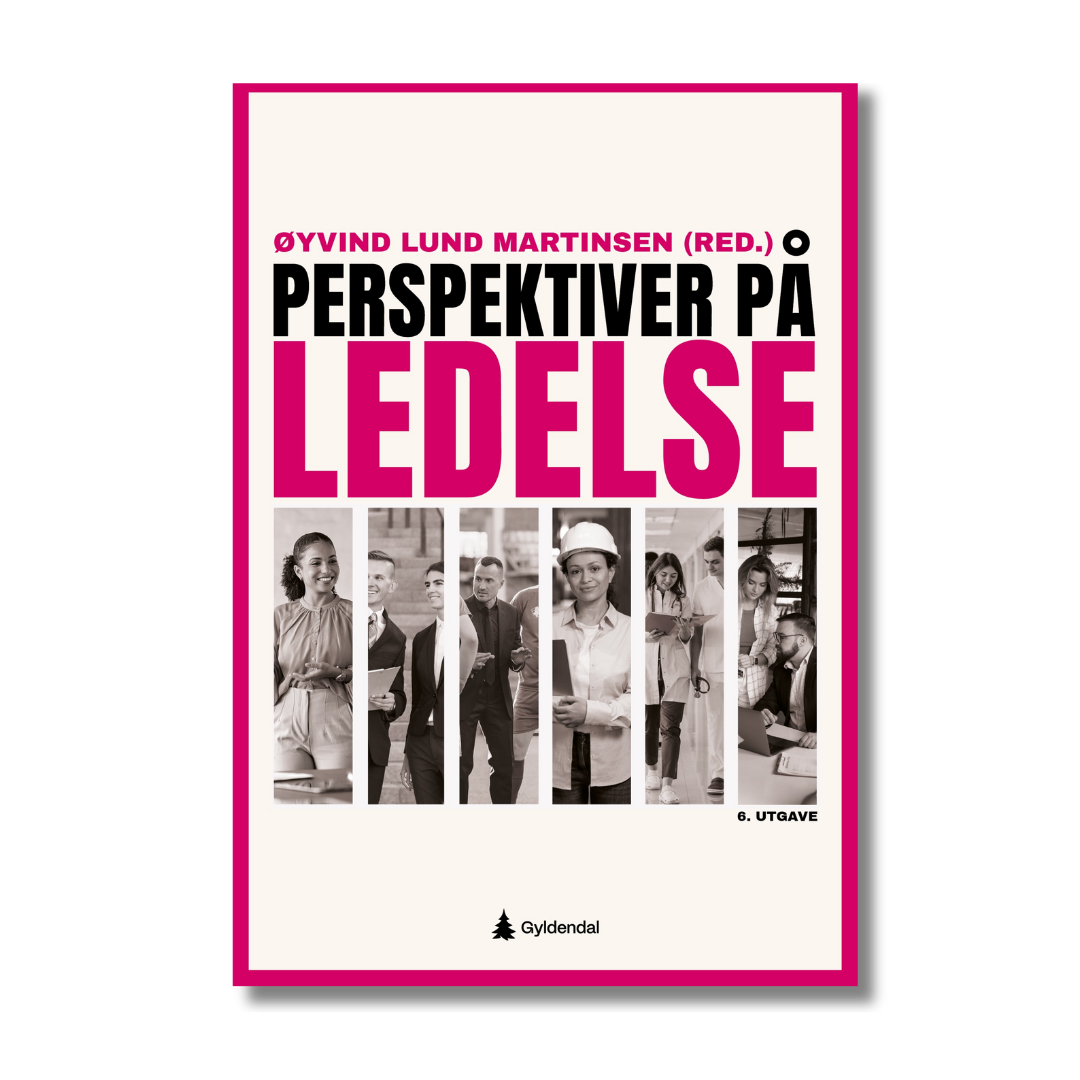 ØYVIND LUND MARTINSEN (RED.)
PERSPEKTIVER PÅ
LEDELSE
6. UTGAVE
Gyldendal